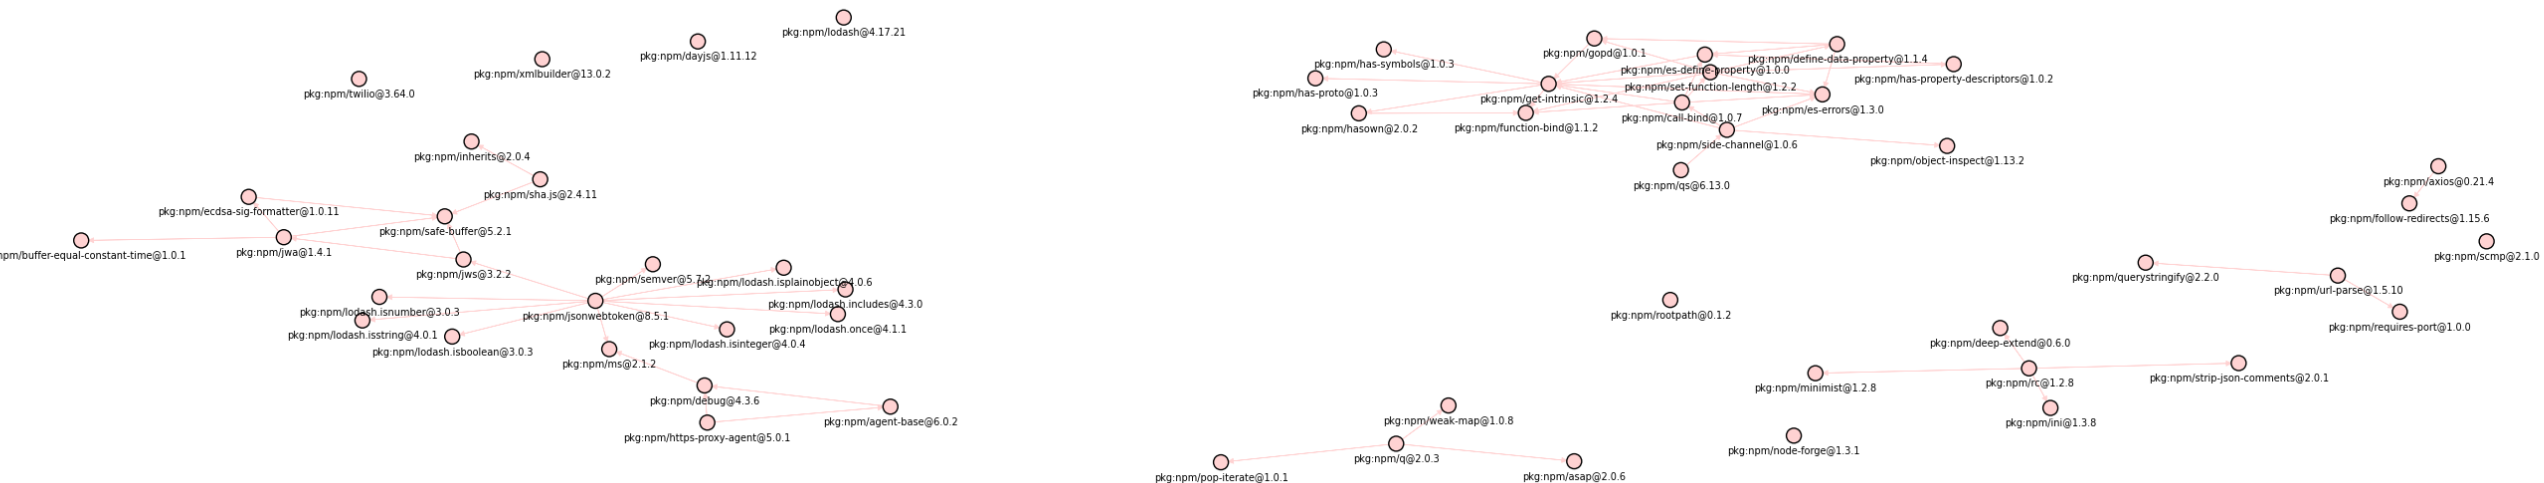 pkg:npm/lodash@4.17.21
pkg:npm/dayjs@1.11.12
pkg:npm/xmlbuilder@13.0.2
pkg:npm/twilio@3.64.0
pkg:npm/inherits@2.0.4
pkg:npm/sha.js@2.4.11
pkg:npm/ecdsa-sig-formatter@1.0.11
pkg:npm/safe-buffer@5.2.1
pkg:npm/jwa@1.4.1
npm/buffer-equal-constant-time@1.0.1
pkg:npm/jws@3.2.2
pkg:npm/semver@5.7.2
pkg:npm/lodash.isplainobject@4.0.6
pkg:npm/lodash.includes@4.3.0
pkg:npm/lodash.isnumber@3.0.3
pkg:npm/jsonwebtoken@8.5.1
pkg:npm/lodash.once@4.1.1
pkg:npm/lodash.isstring@4.0.1
pkg:npm/lodash.isinteger@4.0.4
pkg:npm/lodash.isboolean@3.0.3
pkg:npm/ms@2.1.2
pkg:npm/debug@4.3.6
pkg:npm/agent-base@6.0.2
pkg:npm/https-proxy-agent@5.0.1
pkg:npm/gopd@1.0.1
pkg:npm/define-data-property@1.1.4
pkg:npm/has-symbols@1.0.3
pkg:npm/es-define-property@1.0.0
pkg:npm/has-property-descriptors@1.0.2
pkg:npm/set-function-length@1.2.2
pkg:npm/has-proto@1.0.3
pkg:npm/get-intrinsic@1.2.4
pkg:npm/es-errors@1.3.0
pkg:npm/call-bind@1.0.7
pkg:npm/hasown@2.0.2
pkg:npm/function-bind@1.1.2
pkg:npm/side-channel@1.0.6
pkg:npm/object-inspect@1.13.2
pkg:npm/qs@6.13.0
pkg:npm/axios@0.21.4
pkg:npm/follow-redirects@1.15.6
pkg:npm/scmp@2.1.0
pkg:npm/querystringify@2.2.0
pkg:npm/url-parse@1.5.10
pkg:npm/requires-port@1.0.0
pkg:npm/rootpath@0.1.2
pkg:npm/deep-extend@0.6.0
pkg:npm/strip-json-comments@2.0.1
pkg:npm/rc@1.2.8
pkg:npm/minimist@1.2.8
pkg:npm/ini@1.3.8
pkg:npm/weak-map@1.0.8
pkg:npm/node-forge@1.3.1
pkg:npm/q@2.0.3
pkg:npm/pop-iterate@1.0.1
pkg:npm/asap@2.0.6